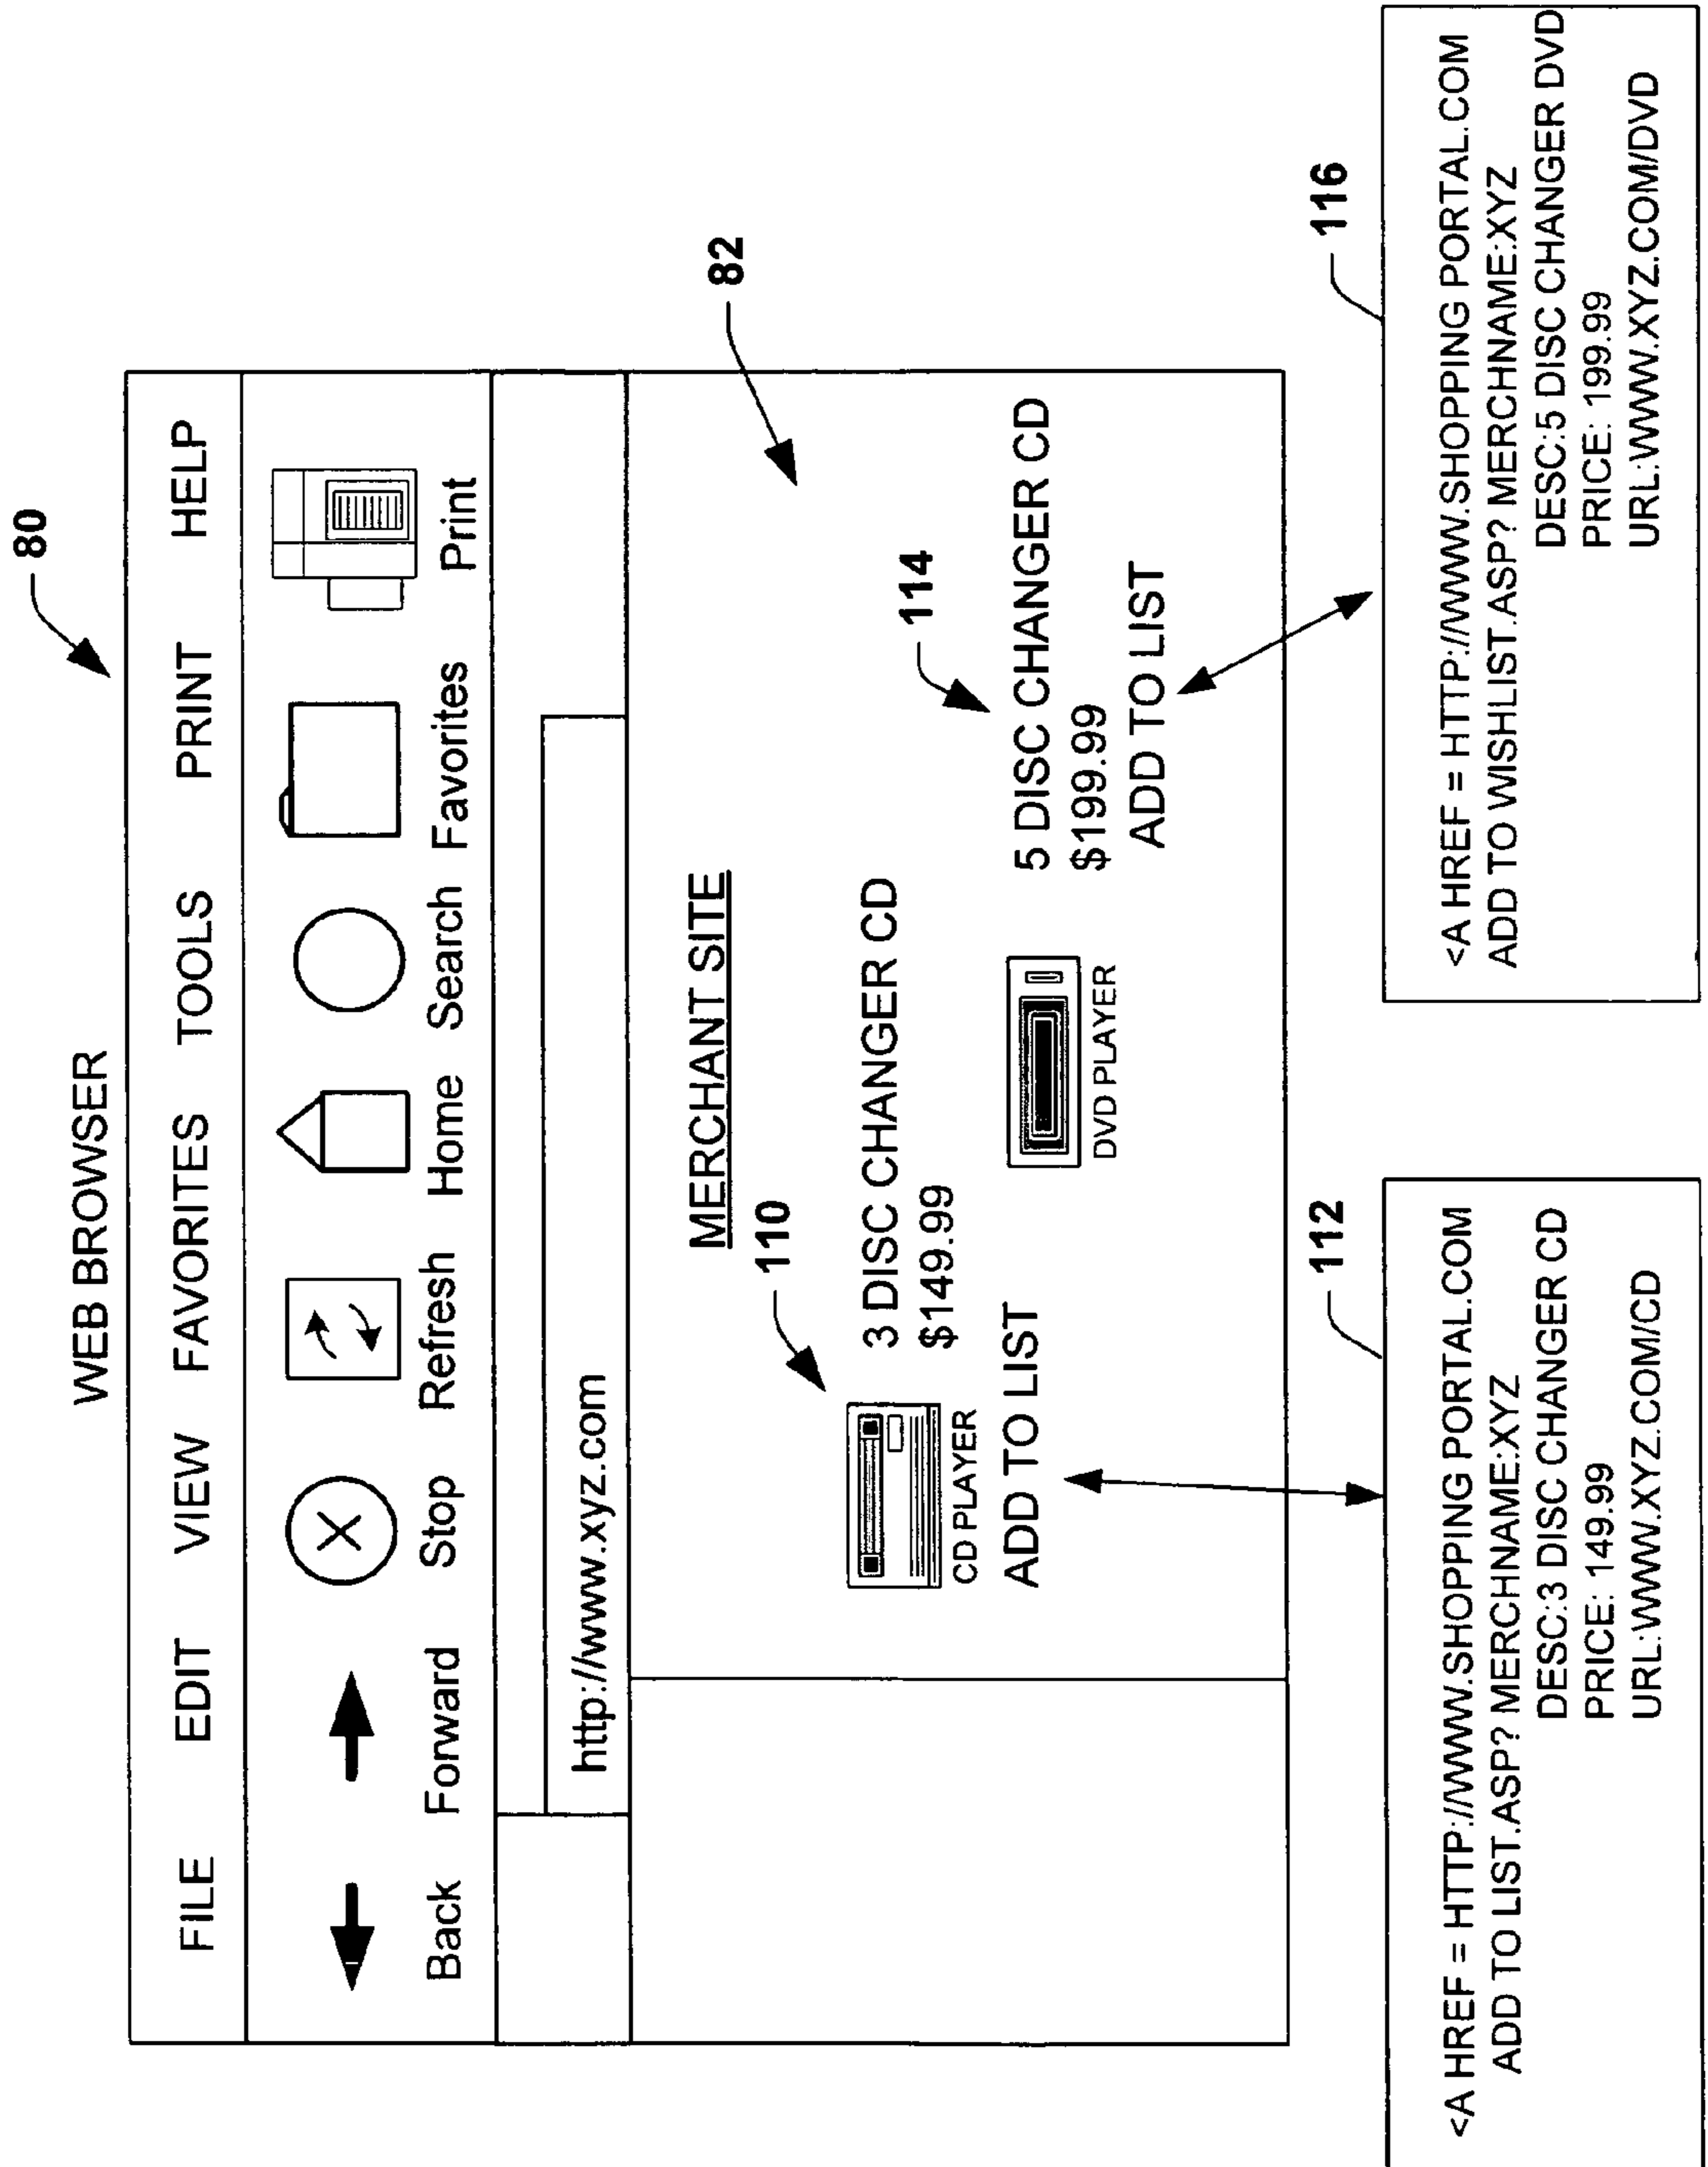 80
WEB BROWSER
FILE EDIT VIEW FAVORITES TOOLS PRINT HELP
Back Forward Stop Refresh Home Search Favorites Print
http://www.xyz.com
82
MERCHANT SITE
110
3 DISC CHANGER CD
$149.99
CD PLAYER
ADD TO LIST
114
5 DISC CHANGER CD
$199.99
ADD TO LIST
DVD PLAYER
112
<A HREF = HTTP://WWW.SHOPPING PORTAL.COM
ADD TO LIST.ASP? MERCHNAME:XYZ
DESC:3 DISC CHANGER CD
PRICE: 149.99
URL:WWW.XYZ.COM/CD
116
<A HREF = HTTP://WWW.SHOPPING PORTAL.COM
ADD TO WISHLIST.ASP? MERCHNAME:XYZ
DESC:5 DISC CHANGER DVD
PRICE: 199.99
URL:WWW.XYZ.COM/DVD